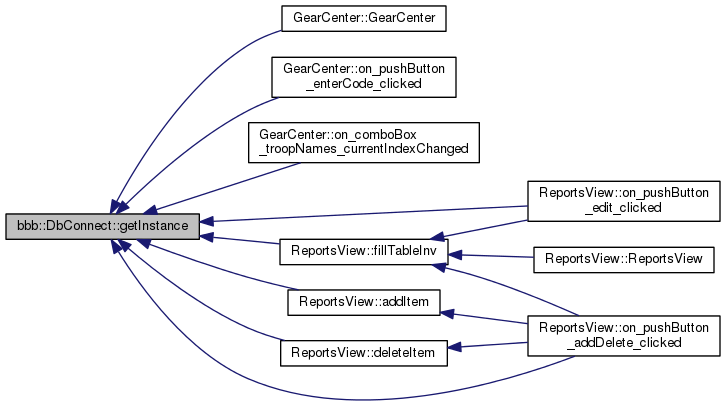 GearCenter::GearCenter
GearCenter::on_pushButton
_enterCode_clicked
GearCenter::on_comboBox
_troopNames_currentIndexChanged
ReportsView::on_pushButton
_edit_clicked
bbb::DbConnect::getInstance
ReportsView::fillTableInv
ReportsView::ReportsView
ReportsView::addItem
ReportsView::on_pushButton
_addDelete_clicked
ReportsView::deleteItem